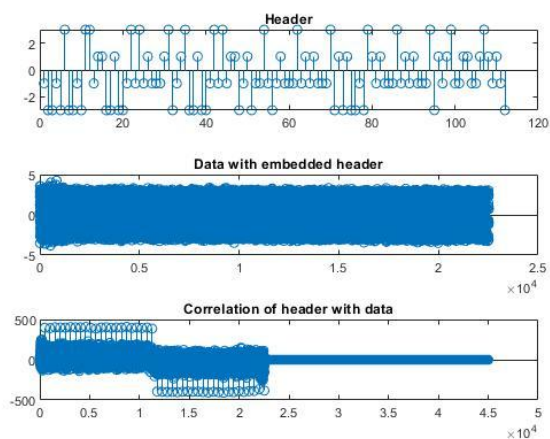 Header
2
0
-2
0 20 40 60 80 100 120
Data with embedded header
5
0
-5
0 0.5 1 1.5 2 2.5
×10^4
Correlation of header with data
500
0
-500
0 0.5 1 1.5 2 2.5 3 3.5 4 4.5 5
×10^4